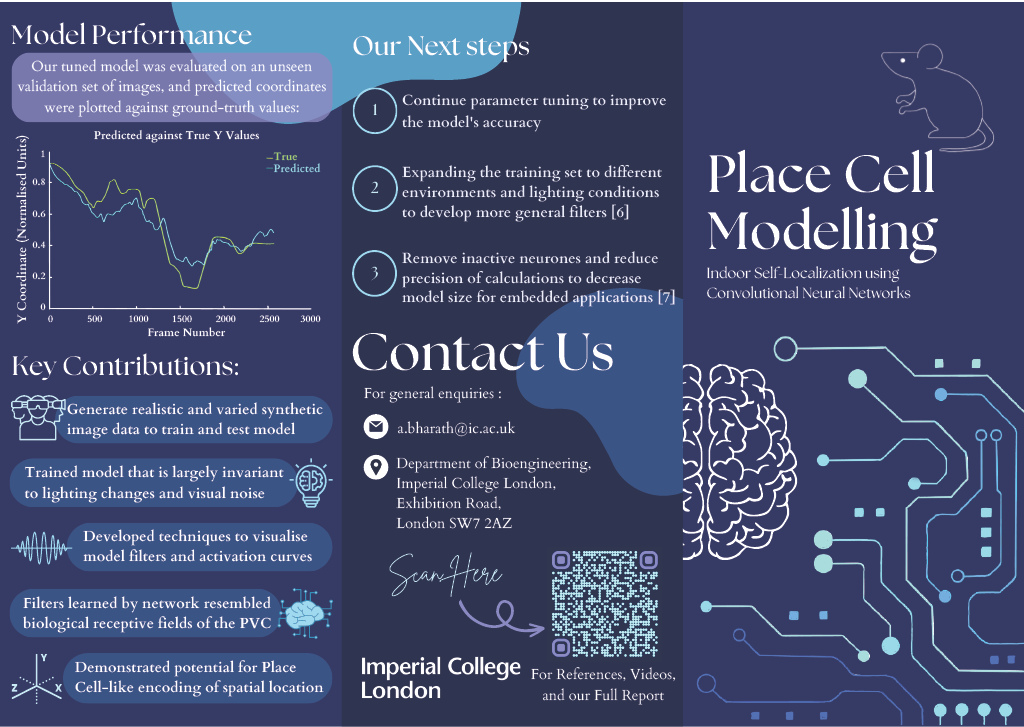 Model Performance
Our tuned model was evaluated on an unseen
validation set of images, and predicted coordinates
were plotted against ground-truth values:
Predicted against True Y Values
True
Predicted
Y Coordinate (Normalised Units)
1
0.8
0.6
0.4
0.2
0
0 500 1000 1500 2000 2500 3000
Frame Number
Key Contributions:
Generate realistic and varied synthetic
image data to train and test model
Trained model that is largely invariant
to lighting changes and visual noise
Developed techniques to visualise
model filters and activation curves
Filters learned by network resembled
biological receptive fields of the PVC
Y
Z X
Demonstrated potential for Place
Cell-like encoding of spatial location
Our Next steps
1
Continue parameter tuning to improve
the model's accuracy
2
Expanding the training set to different
environments and lighting conditions
to develop more general filters [6]
3
Remove inactive neurones and reduce
precision of calculations to decrease
model size for embedded applications [7]
Contact Us
For general enquiries :
a.bharath@ic.ac.uk
Department of Bioengineering,
Imperial College London,
Exhibition Road,
London SW7 2AZ
Scan Here
Imperial College
London
For References, Videos,
and our Full Report
Place Cell
Modelling
Indoor Self-Localization using
Convolutional Neural Networks